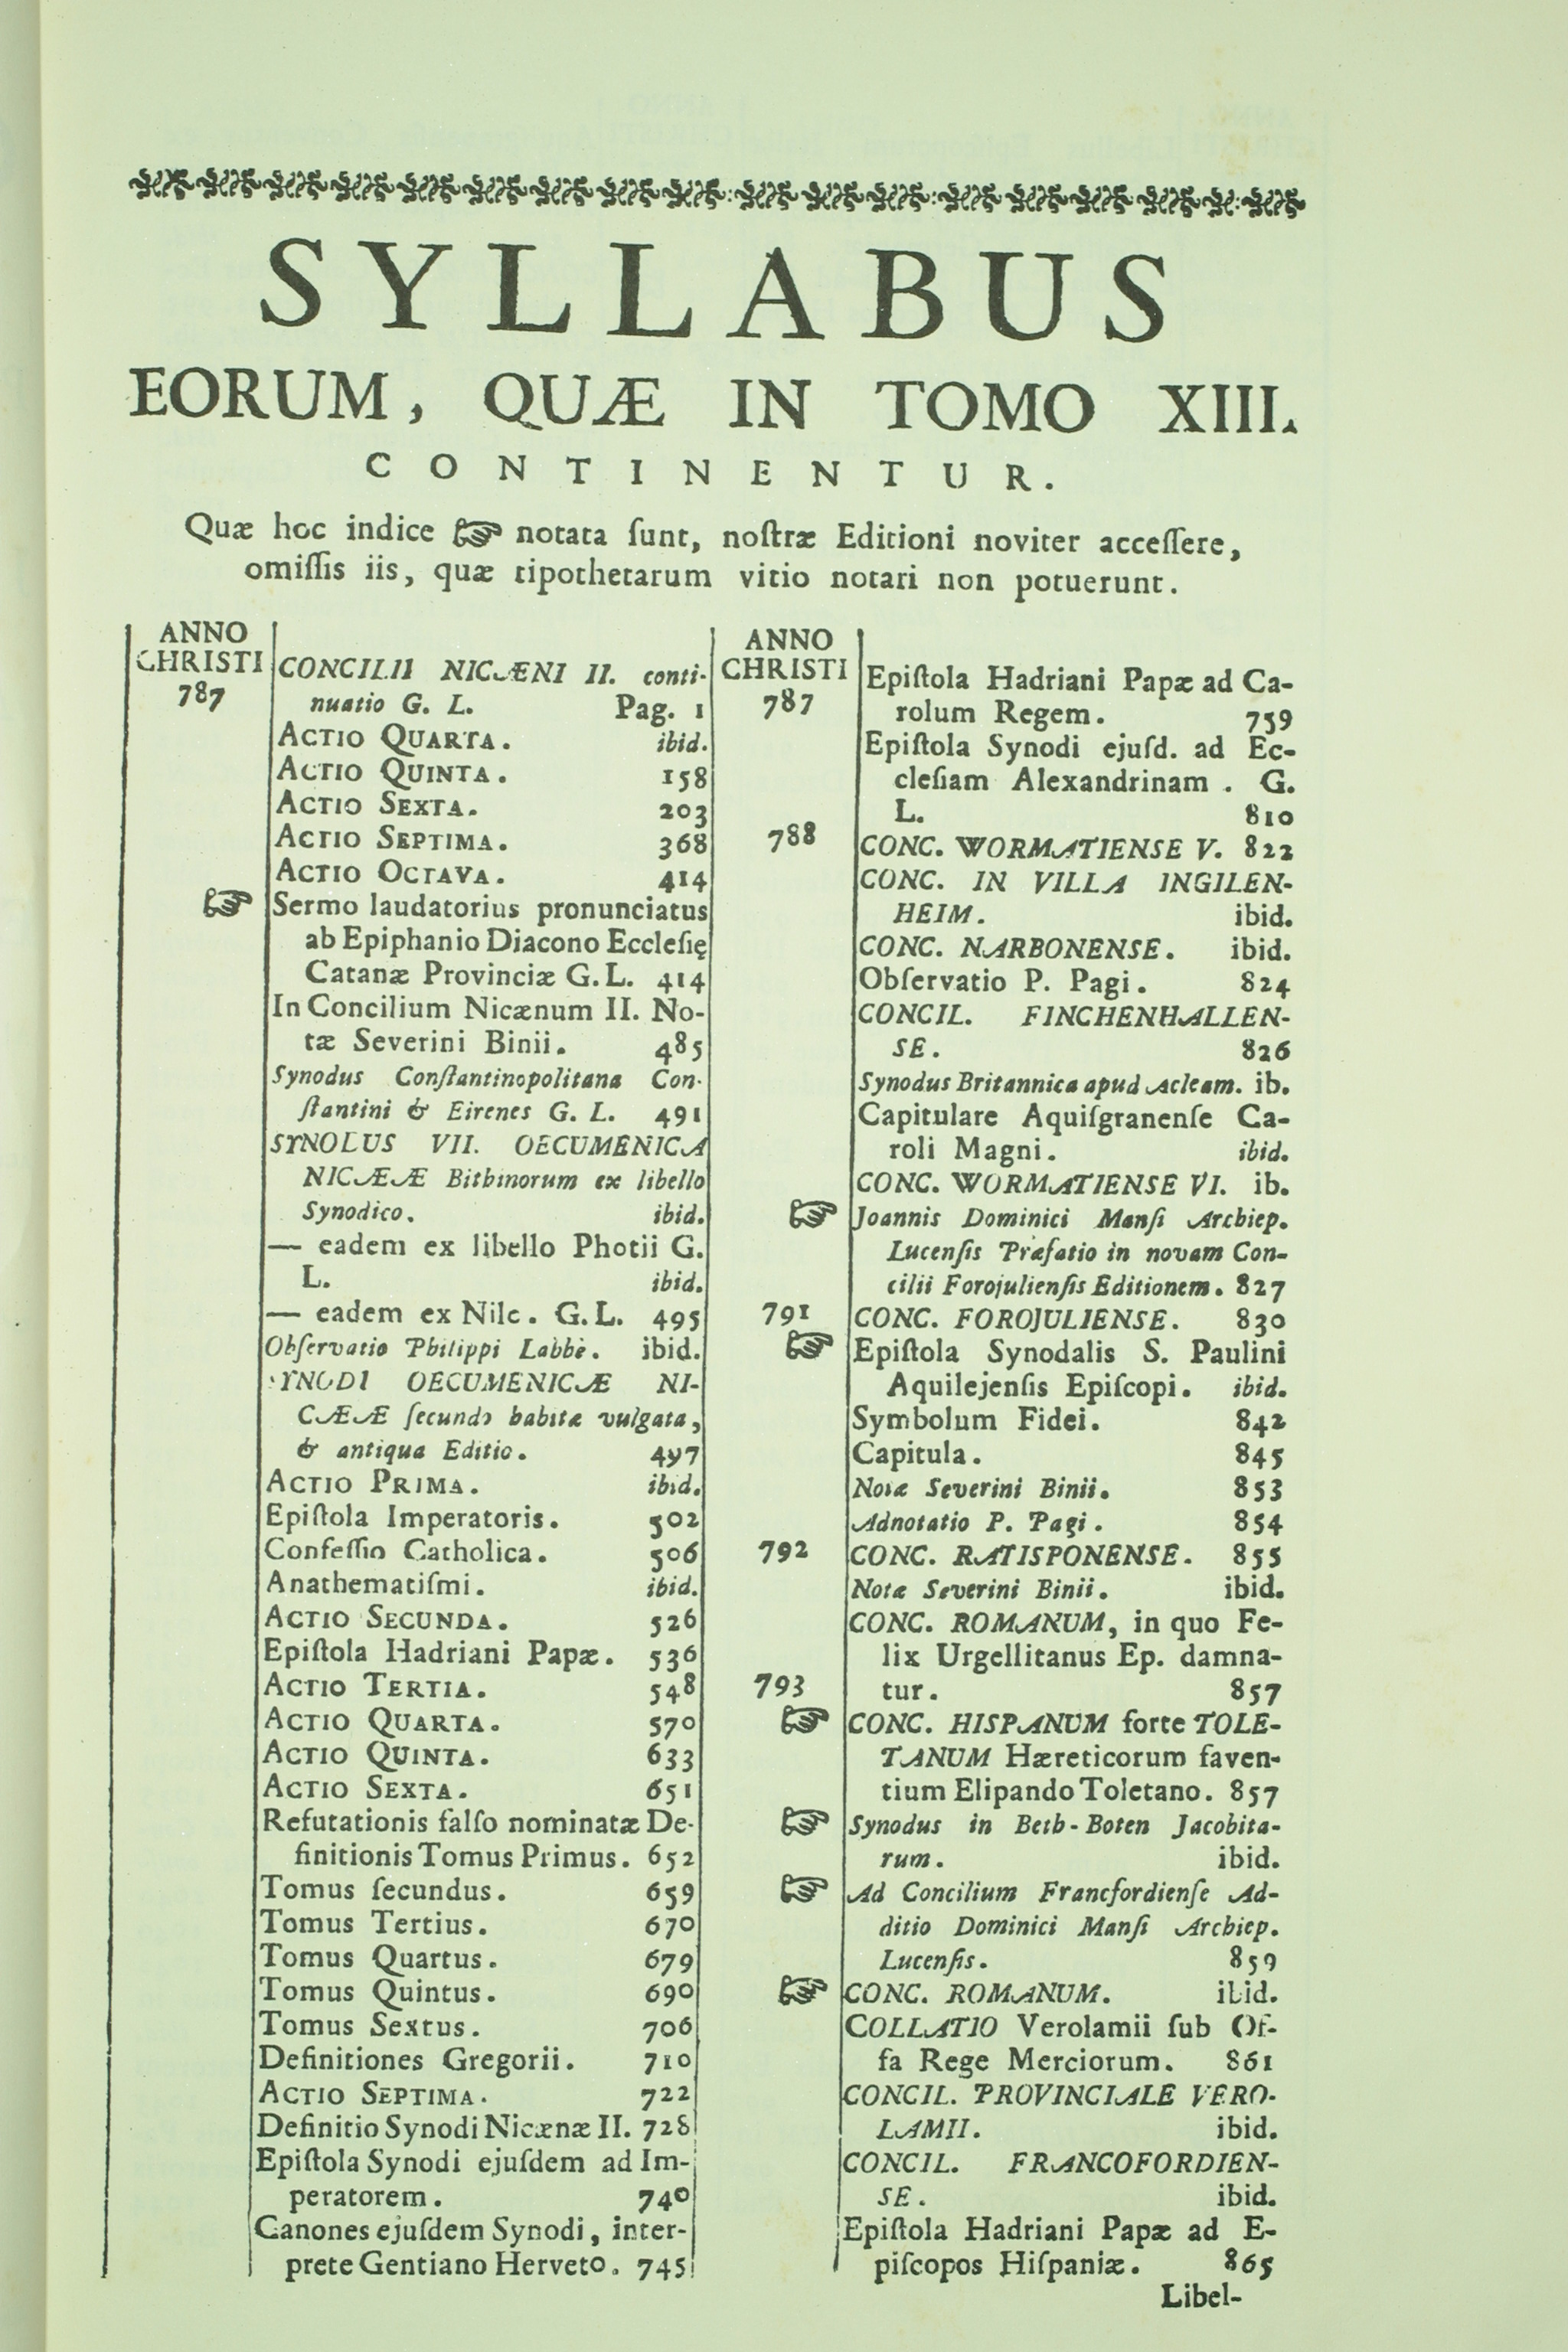 SYLLABUS
EORUM, QUÆ IN TOMO XIII.
CONTINENTUR.
Quæ hoc indice ☞ notata ſunt, noſtræ Editioni noviter acceſſere,
omiſſis iis, quæ tipothetarum vitio notari non potuerunt.
ANNO
CHRISTI
787
CONCILII NICÆNI II. conti-
nuatio G. L. Pag. 1
ACTIO QUARTA. ibid.
ACTIO QUINTA. 158
ACTIO SEXTA. 203
ACTIO SEPTIMA. 368
ACTIO OCTAVA. 414
☞ Sermo laudatorius pronunciatus
ab Epiphanio Diacono Eccleſię
Catanæ Provinciæ G. L. 414
In Concilium Nicænum II. No-
tæ Severini Binii. 485
Synodus Conſtantinopolitana Con-
ſtantini & Eirenes G. L. 491
SYNODUS VII. OECUMENICA
NICÆÆ Bithinorum ex libello
Synodico. ibid.
— eadem ex libello Photii G.
L. ibid.
— eadem ex Nilc. G. L. 495
Obſervatio Philippi Labbè. ibid.
SYNODI OECUMENICÆ NI-
CÆÆ ſecundo habitæ vulgata,
& antiqua Editio. 497
ACTIO PRIMA. ibid.
Epiſtola Imperatoris. 502
Confeſſio Catholica. 506
Anathematiſmi. ibid.
ACTIO SECUNDA. 526
Epiſtola Hadriani Papæ. 536
ACTIO TERTIA. 548
ACTIO QUARTA. 570
ACTIO QUINTA. 633
ACTIO SEXTA. 651
Refutationis falſo nominatæ De-
finitionis Tomus Primus. 652
Tomus ſecundus. 659
Tomus Tertius. 670
Tomus Quartus. 679
Tomus Quintus. 690
Tomus Sextus. 706
Definitiones Gregorii. 710
ACTIO SEPTIMA. 722
Definitio Synodi Nicænæ II. 728
Epiſtola Synodi ejuſdem ad Im-
peratorem. 740
Canones ejuſdem Synodi, inter-
prete Gentiano Herveto. 745
ANNO
CHRISTI
787
Epiſtola Hadriani Papæ ad Ca-
rolum Regem. 759
Epiſtola Synodi ejuſd. ad Ec-
cleſiam Alexandrinam. G.
L. 810
788 CONC. WORMATIENSE V. 822
CONC. IN VILLA INGILEN-
HEIM. ibid.
CONC. NARBONENSE. ibid.
Obſervatio P. Pagi. 824
CONCIL. FINCHENHALLEN-
SE. 826
Synodus Britannica apud Acleam. ib.
Capitulare Aquiſgranenſe Ca-
roli Magni. ibid.
CONC. WORMATIENSE VI. ib.
☞ Joannis Dominici Manſi Archiep.
Lucenſis Præfatio in novam Con-
cilii Forojulienſis Editionem. 827
791 CONC. FOROJULIENSE. 830
☞ Epiſtola Synodalis S. Paulini
Aquilejenſis Epiſcopi. ibid.
Symbolum Fidei. 842
Capitula. 845
Notæ Severini Binii. 853
Adnotatio P. Pagi. 854
792 CONC. RATISPONENSE. 855
Notæ Severini Binii. ibid.
CONC. ROMANUM, in quo Fe-
lix Urgellitanus Ep. damna-
793 tur. 857
☞ CONC. HISPANUM forte TOLE-
TANUM Hæreticorum faven-
tium Elipando Toletano. 857
☞ Synodus in Beth-Boten Jacobita-
rum. ibid.
☞ Ad Concilium Francfordienſe Ad-
ditio Dominici Manſi Archiep.
Lucenſis. 859
☞ CONC. ROMANUM. ibid.
COLLATIO Verolamii ſub Of-
fa Rege Merciorum. 861
CONCIL. PROVINCIALE VERO-
LAMII. ibid.
CONCIL. FRANCOFORDIEN-
SE. ibid.
Epiſtola Hadriani Papæ ad E-
piſcopos Hiſpaniæ. 865
Libel-